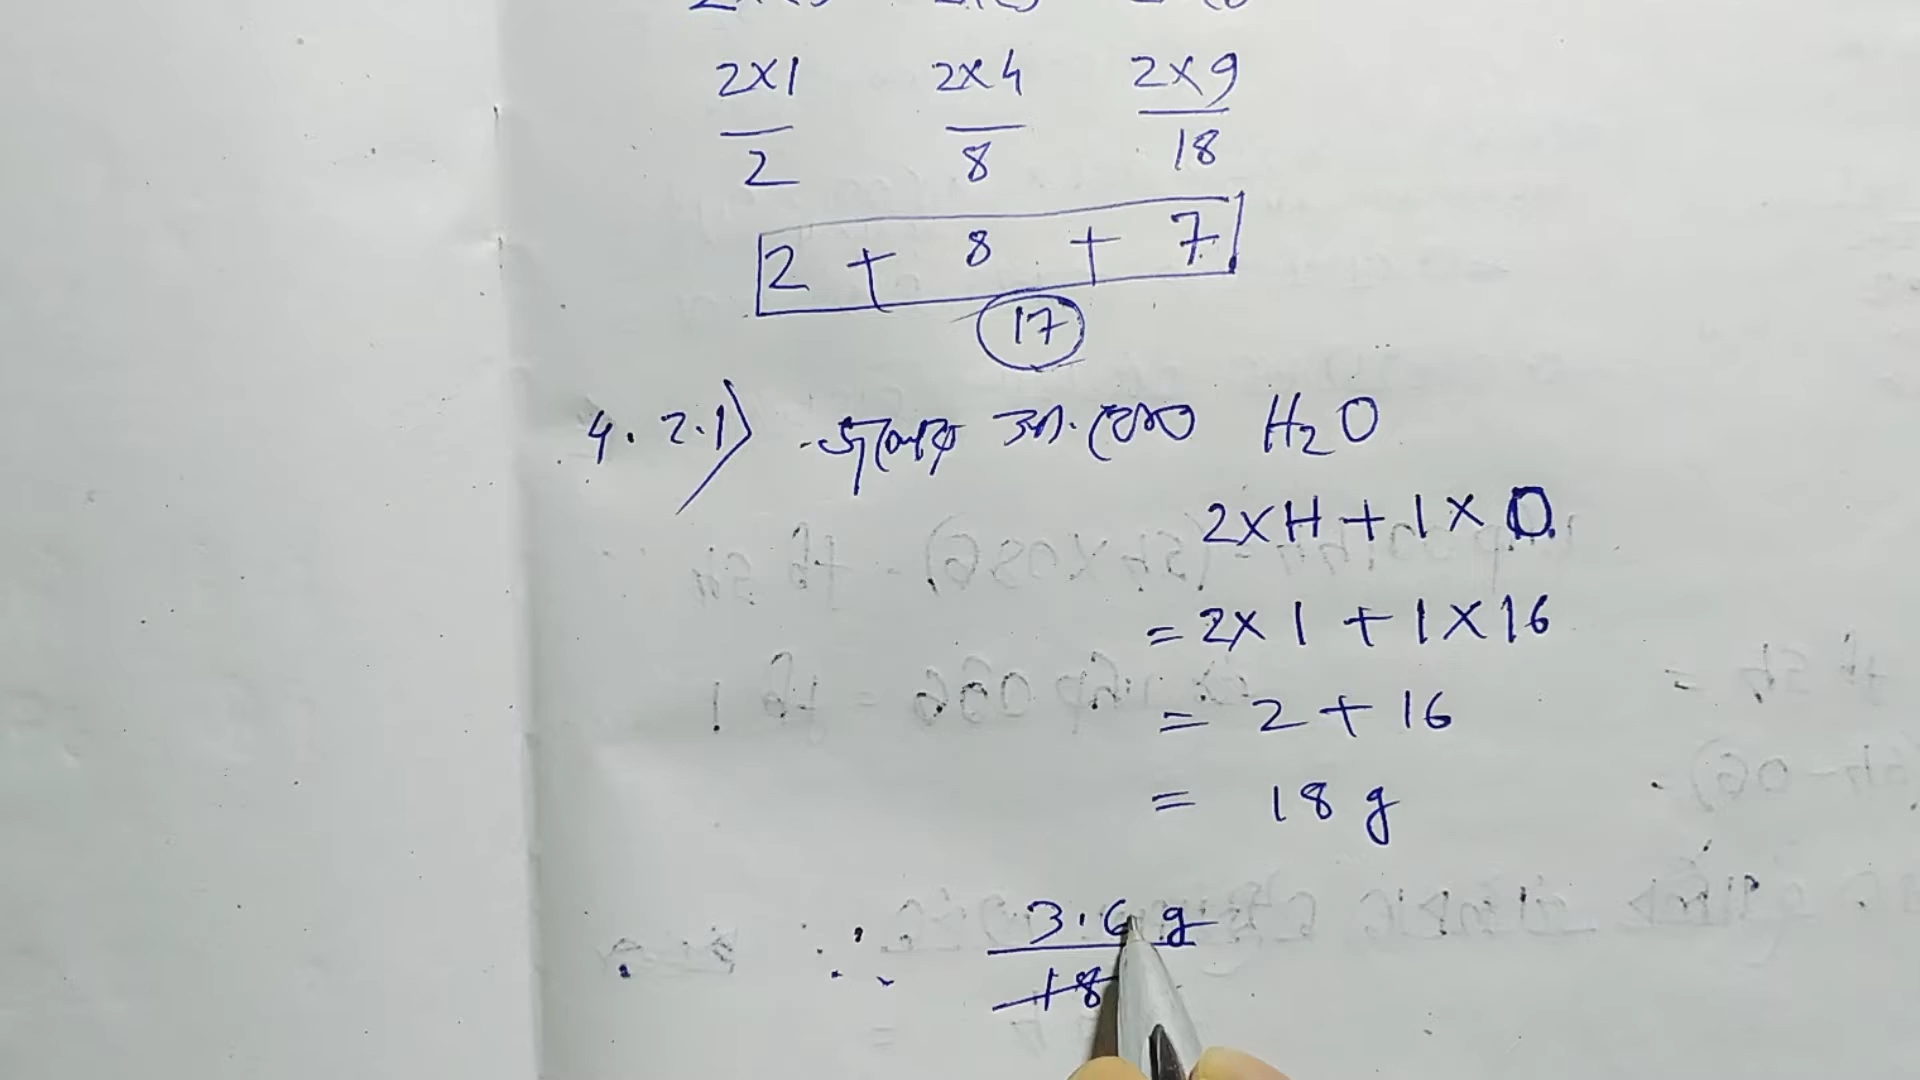 2x1 2x4 2x9
2 8 18
2 + 8 + 7
17
4.2.1) জলের H2O
2xH + 1 x O.
= 2x1 + 1x16
= 2 + 16
= 18 g
∴ 3.6 g
18